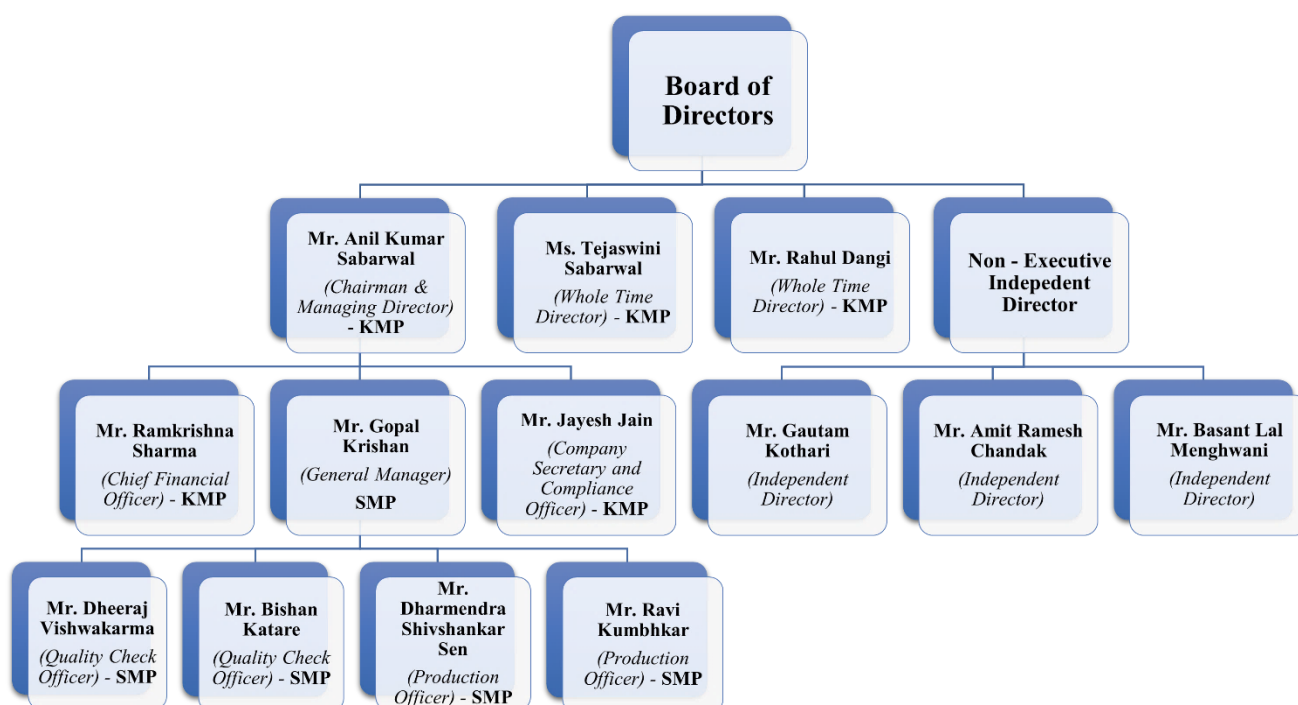 Board of
Directors
Mr. Anil Kumar
Sabarwal
(Chairman &
Managing Director)
- KMP
Ms. Tejaswini
Sabarwal
(Whole Time
Director) - KMP
Mr. Rahul Dangi
(Whole Time
Director) - KMP
Non - Executive
Indepedent
Director
Mr. Ramkrishna
Sharma
(Chief Financial
Officer) - KMP
Mr. Gopal
Krishan
(General Manager)
SMP
Mr. Jayesh Jain
(Company
Secretary and
Compliance
Officer) - KMP
Mr. Gautam
Kothari
(Independent
Director)
Mr. Amit Ramesh
Chandak
(Independent
Director)
Mr. Basant Lal
Menghwani
(Independent
Director)
Mr. Dheeraj
Vishwakarma
(Quality Check
Officer) - SMP
Mr. Bishan
Katare
(Quality Check
Officer) - SMP
Mr.
Dharmendra
Shivshankar
Sen
(Production
Officer) - SMP
Mr. Ravi
Kumbhkar
(Production
Officer) - SMP